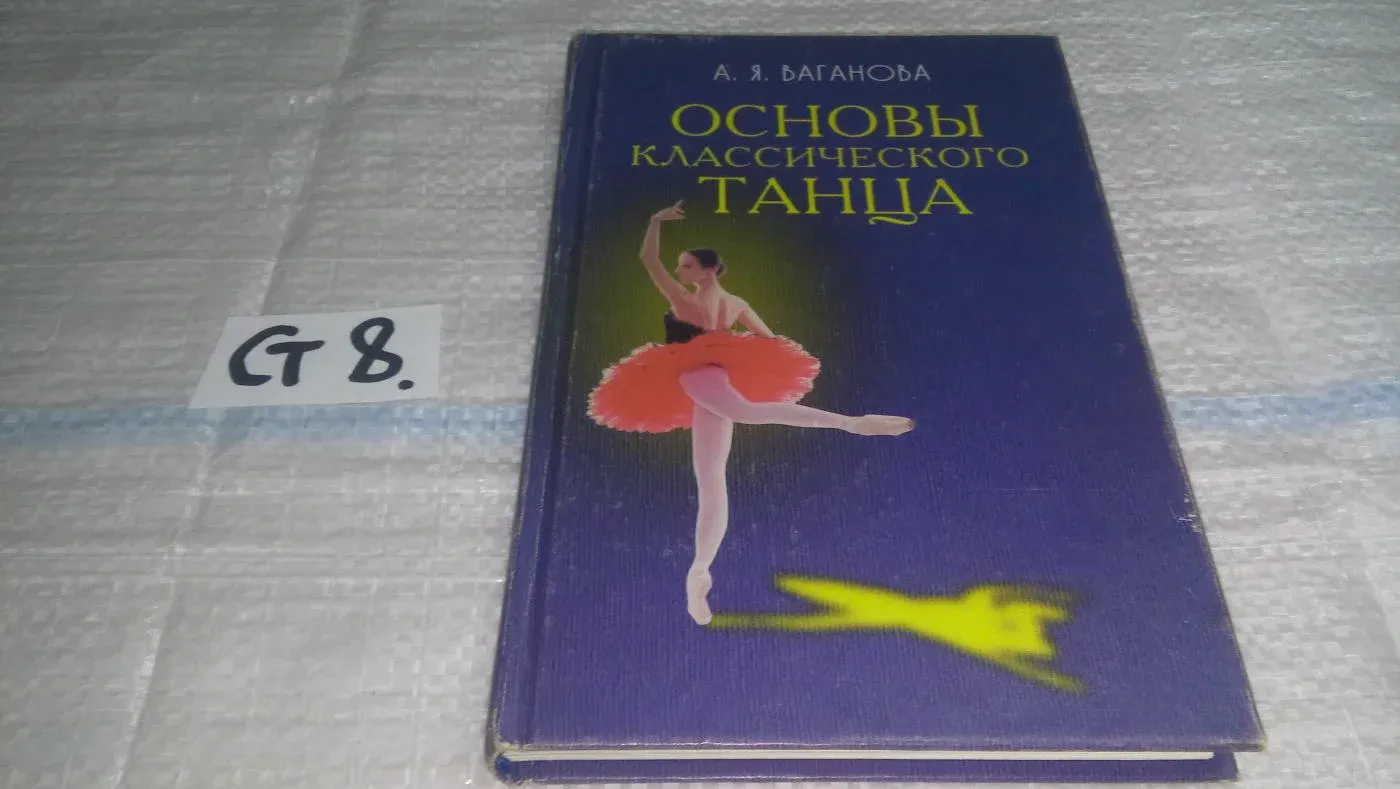 А. Я. ВАГАНОВА
ОСНОВЫ
КЛАССИЧЕСКОГО
ТАНЦА
СТ 8.